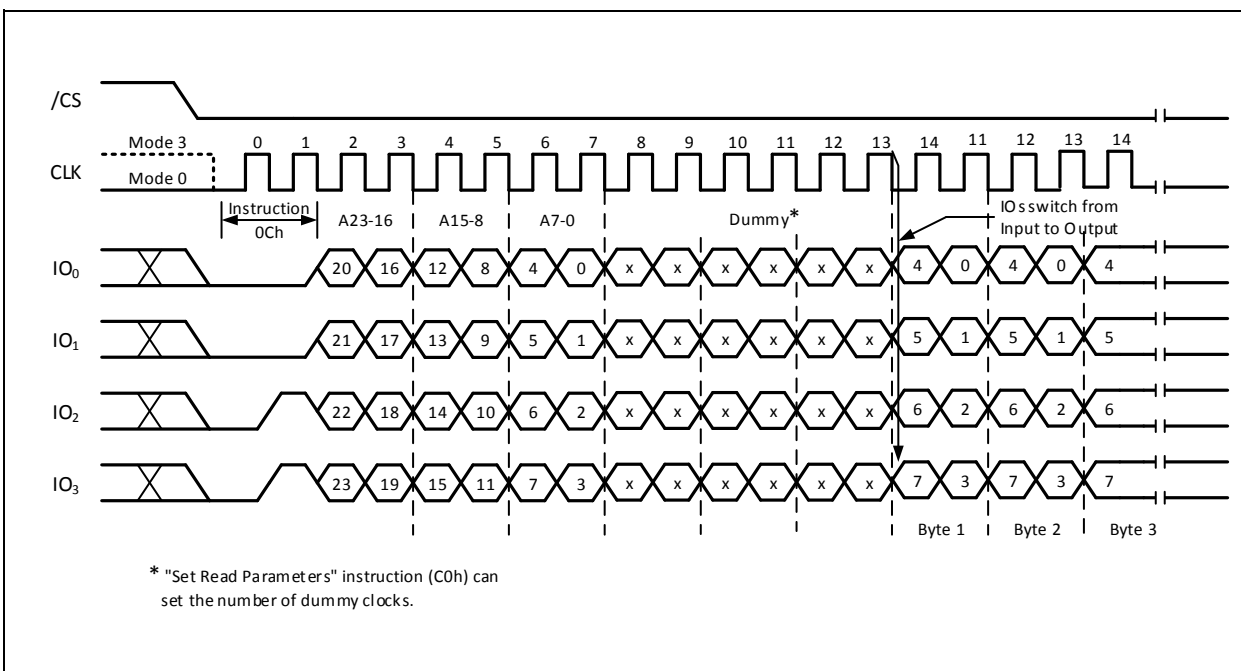 /CS
Mode 3 0 1 2 3 4 5 6 7 8 9 10 11 12 13 14 11 12 13 14
CLK
Mode 0
Instruction A23-16 A15-8 A7-0 Dummy* IOs switch from
0Ch Input to Output
IO0 20 16 12 8 4 0 x x x x x x 4 0 4 0 4
IO1 21 17 13 9 5 1 x x x x x x 5 1 5 1 5
IO2 22 18 14 10 6 2 x x x x x x 6 2 6 2 6
IO3 23 19 15 11 7 3 x x x x x x 7 3 7 3 7
Byte 1 Byte 2 Byte 3
* "Set Read Parameters" instruction (C0h) can
set the number of dummy clocks.